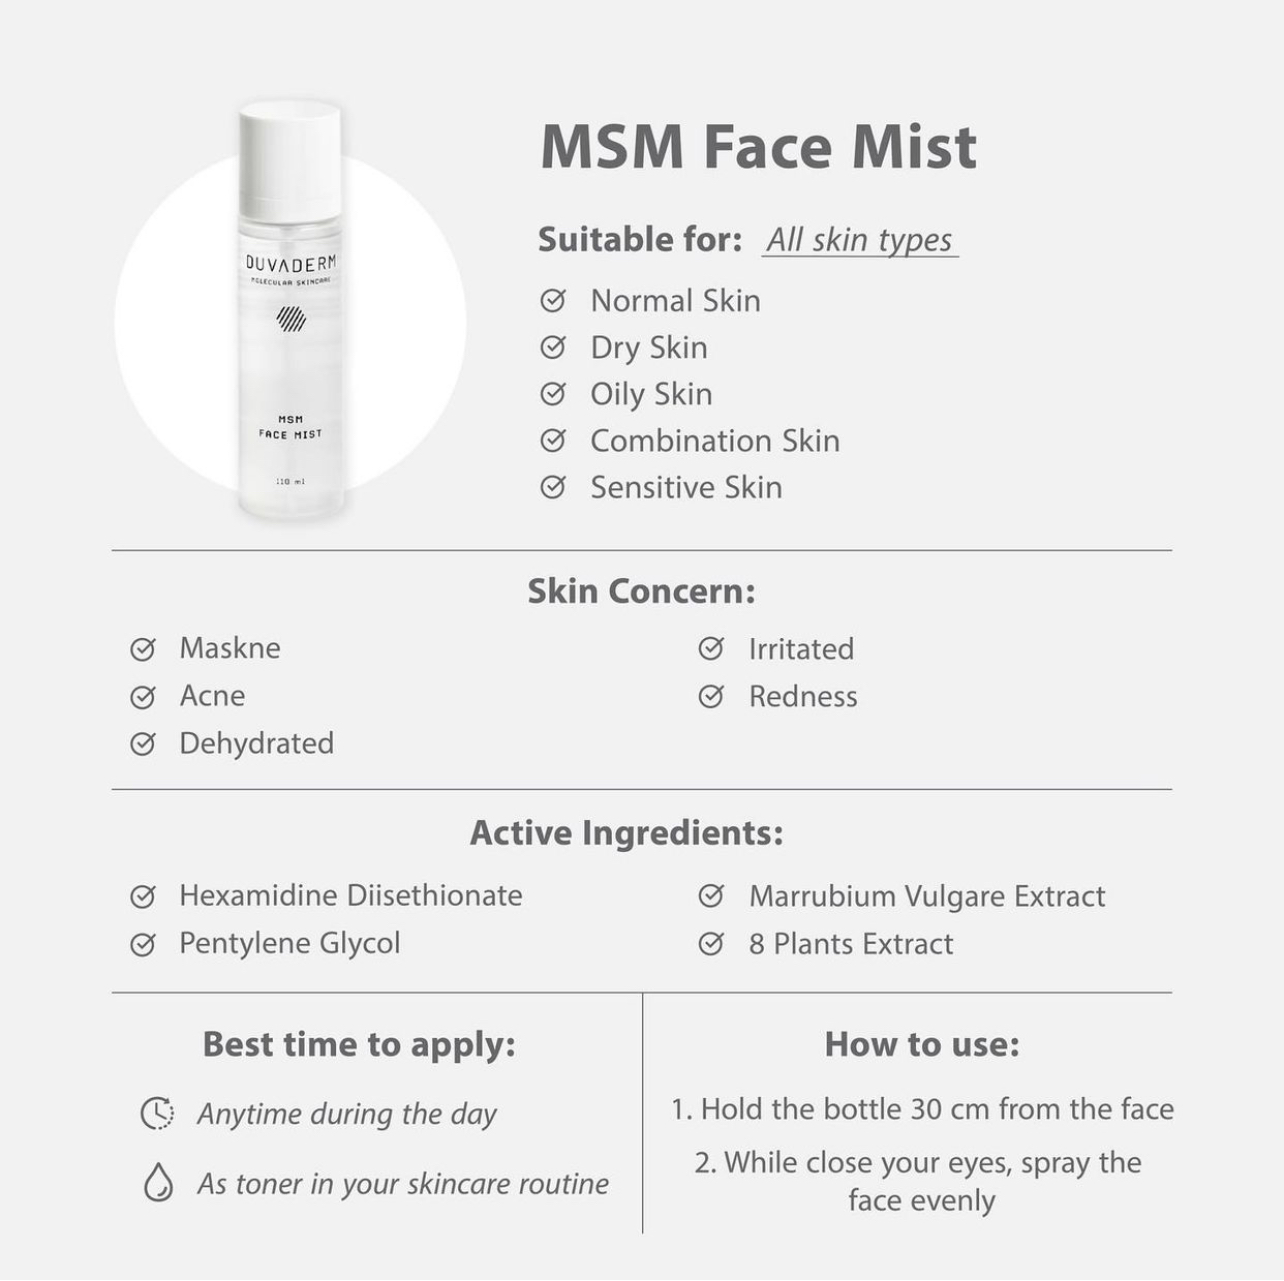 DUVADERM
MOLECULAR SKINCARE
MSM
FACE MIST
110 ml
MSM Face Mist
Suitable for: All skin types
Normal Skin
Dry Skin
Oily Skin
Combination Skin
Sensitive Skin
Skin Concern:
Maskne
Acne
Dehydrated
Irritated
Redness
Active Ingredients:
Hexamidine Diisethionate
Pentylene Glycol
Marrubium Vulgare Extract
8 Plants Extract
Best time to apply:
Anytime during the day
As toner in your skincare routine
How to use:
1. Hold the bottle 30 cm from the face
2. While close your eyes, spray the
face evenly